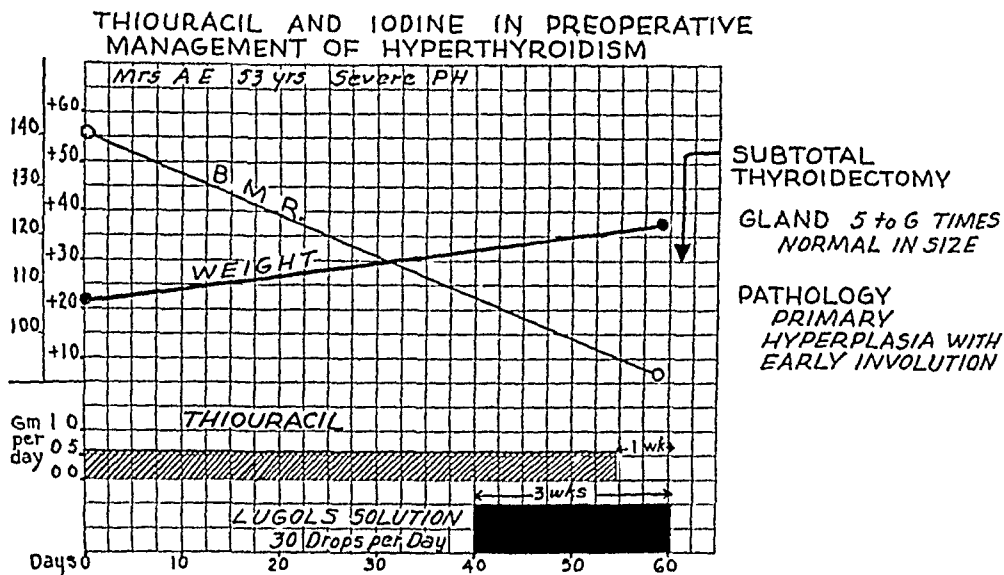 THIOURACIL AND IODINE IN PREOPERATIVE
MANAGEMENT OF HYPERTHYROIDISM
Mrs A E 53 yrs Severe PH
+60
140
+50
130
+40
120
+30
110
+20
100
+10
B M R.
WEIGHT
SUBTOTAL
THYROIDECTOMY
GLAND 5 to 6 TIMES
NORMAL IN SIZE
PATHOLOGY
PRIMARY
HYPERPLASIA WITH
EARLY INVOLUTION
Gm 1 0
per 0 5
day 0 0
THIOURACIL
1 wk
3 wks
LUGOLS SOLUTION
30 Drops per Day
Days 0 10 20 30 40 50 60